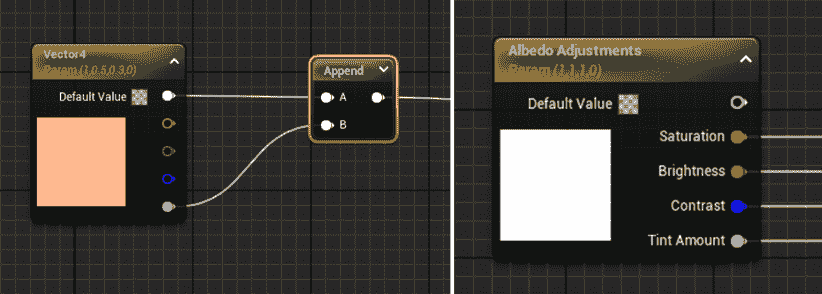 Vector4
Param (1,0.5,0.3,0)
Default Value
Append
A
B
Albedo Adjustments
Param (1,1,1,0)
Default Value
Saturation
Brightness
Contrast
Tint Amount